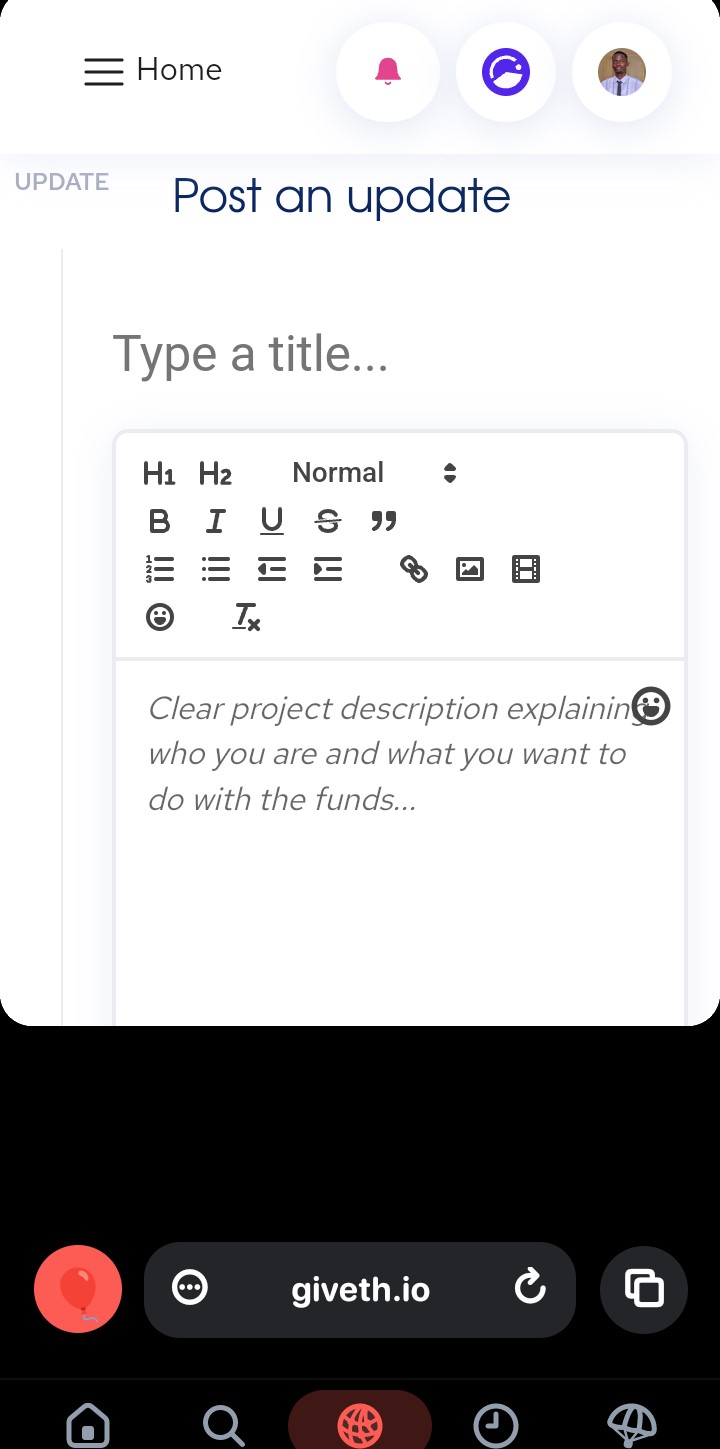 Home
UPDATE
Post an update
Type a title...
H1 H2 Normal
B I U S
Clear project description explaining
who you are and what you want to
do with the funds...
giveth.io